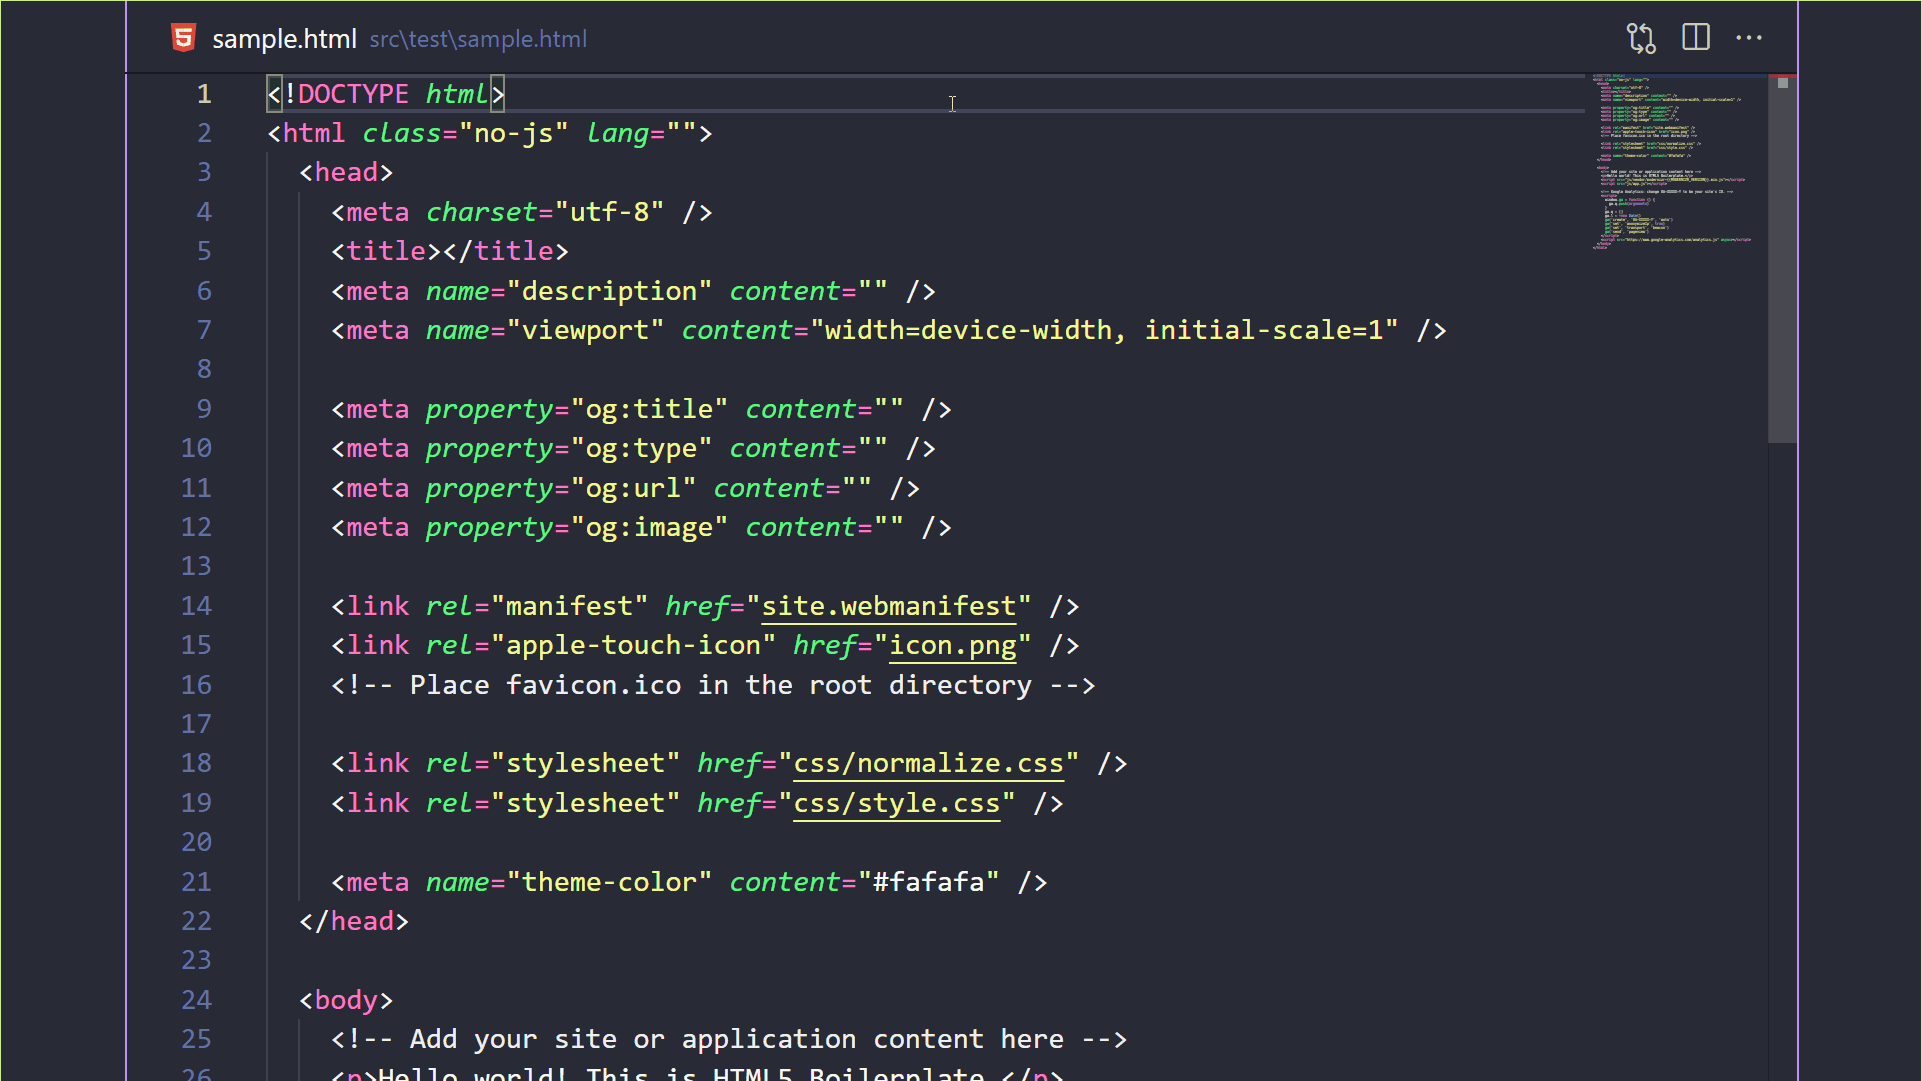 sample.html src\test\sample.html
1 <!DOCTYPE html>
2 <html class="no-js" lang="">
3 <head>
4 <meta charset="utf-8" />
5 <title></title>
6 <meta name="description" content="" />
7 <meta name="viewport" content="width=device-width, initial-scale=1" />
8
9 <meta property="og:title" content="" />
10 <meta property="og:type" content="" />
11 <meta property="og:url" content="" />
12 <meta property="og:image" content="" />
13
14 <link rel="manifest" href="site.webmanifest" />
15 <link rel="apple-touch-icon" href="icon.png" />
16 <!-- Place favicon.ico in the root directory -->
17
18 <link rel="stylesheet" href="css/normalize.css" />
19 <link rel="stylesheet" href="css/style.css" />
20
21 <meta name="theme-color" content="#fafafa" />
22 </head>
23
24 <body>
25 <!-- Add your site or application content here -->
26 <p>Hello world! This is HTML5 Boilerplate.</p>